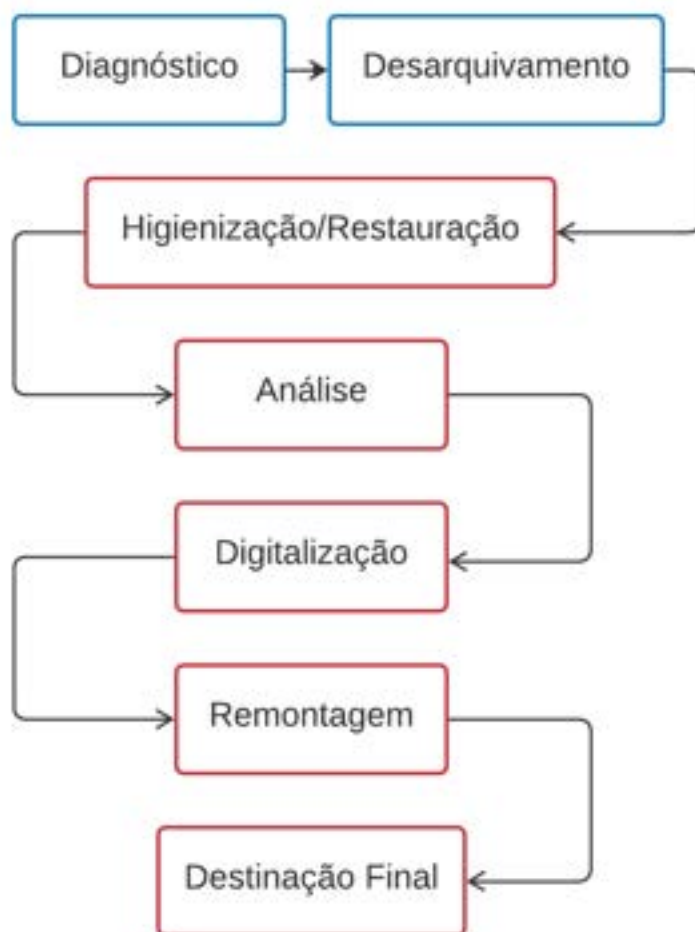 Diagnóstico
Desarquivamento
Higienização/Restauração
Análise
Digitalização
Remontagem
Destinação Final